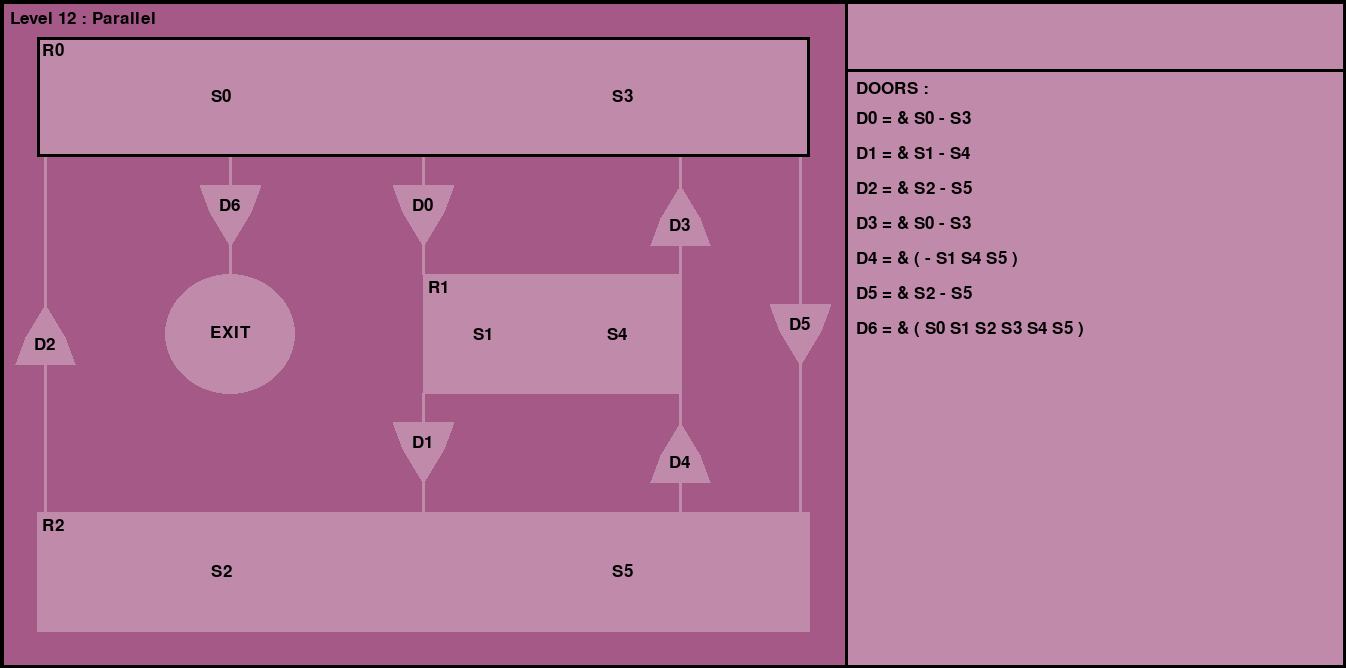 Level 12 : Parallel
R0
S0 S3
D6 D0 D3
R1
EXIT S1 S4 D5
D2
D1
D4
R2
S2 S5
DOORS :
D0 = & S0 - S3
D1 = & S1 - S4
D2 = & S2 - S5
D3 = & S0 - S3
D4 = & ( - S1 S4 S5 )
D5 = & S2 - S5
D6 = & ( S0 S1 S2 S3 S4 S5 )